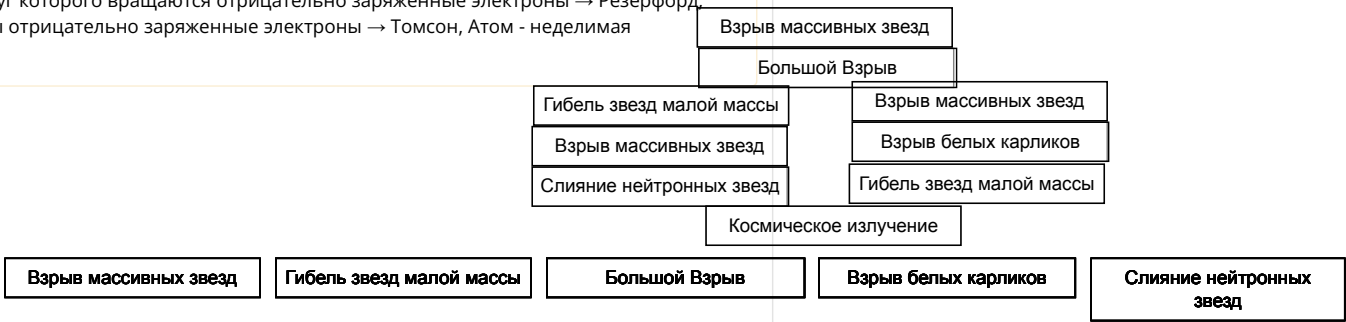 которого вращаются отрицательно заряженные электроны → Резерфорд,
отрицательно заряженные электроны → Томсон, Атом - неделимая
Взрыв массивных звезд
Большой Взрыв
Гибель звезд малой массы
Взрыв массивных звезд
Взрыв массивных звезд
Взрыв белых карликов
Слияние нейтронных звезд
Гибель звезд малой массы
Космическое излучение
Взрыв массивных звезд
Гибель звезд малой массы
Большой Взрыв
Взрыв белых карликов
Слияние нейтронных
звезд